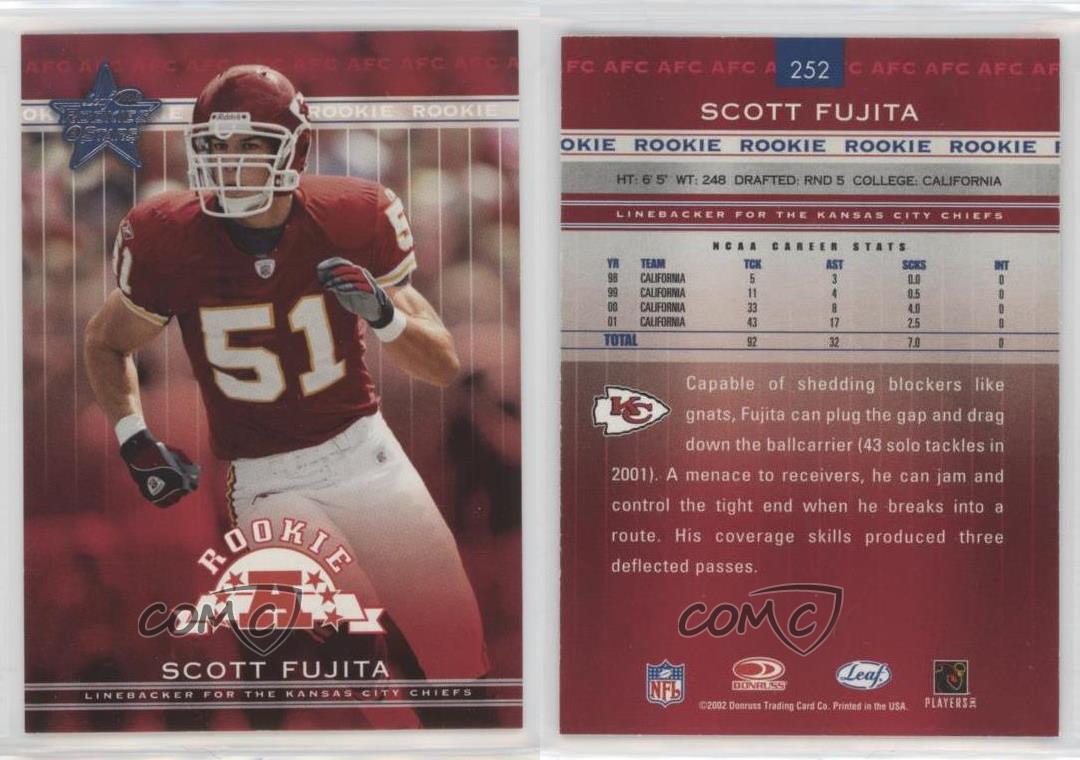 AFC AFC AFC AFC AFC AFC
ROOKIES & STARS
ROOKIE ROOKIE
Riddell
51
51
51
ROOKIE
A
COMC
SCOTT FUJITA
LINEBACKER FOR THE KANSAS CITY CHIEFS
AFC AFC AFC AFC AFC AFC AFC
252
SCOTT FUJITA
OKIE ROOKIE ROOKIE ROOKIE ROOKIE
HT: 6' 5" WT: 248 DRAFTED: RND 5 COLLEGE: CALIFORNIA
LINEBACKER FOR THE KANSAS CITY CHIEFS
NCAA CAREER STATS
YR TEAM TCK AST SCKS INT
98 CALIFORNIA 5 3 0.0 0
99 CALIFORNIA 11 4 0.5 0
00 CALIFORNIA 33 8 4.0 0
01 CALIFORNIA 43 17 2.5 0
TOTAL 92 32 7.0 0
KC
Capable of shedding blockers like
gnats, Fujita can plug the gap and drag
down the ballcarrier (43 solo tackles in
2001). A menace to receivers, he can jam and
control the tight end when he breaks into a
route. His coverage skills produced three
deflected passes.
COMC
NFL
DONRUSS
Leaf
PLAYERS INC
©2002 Donruss Trading Card Co. Printed in the USA.